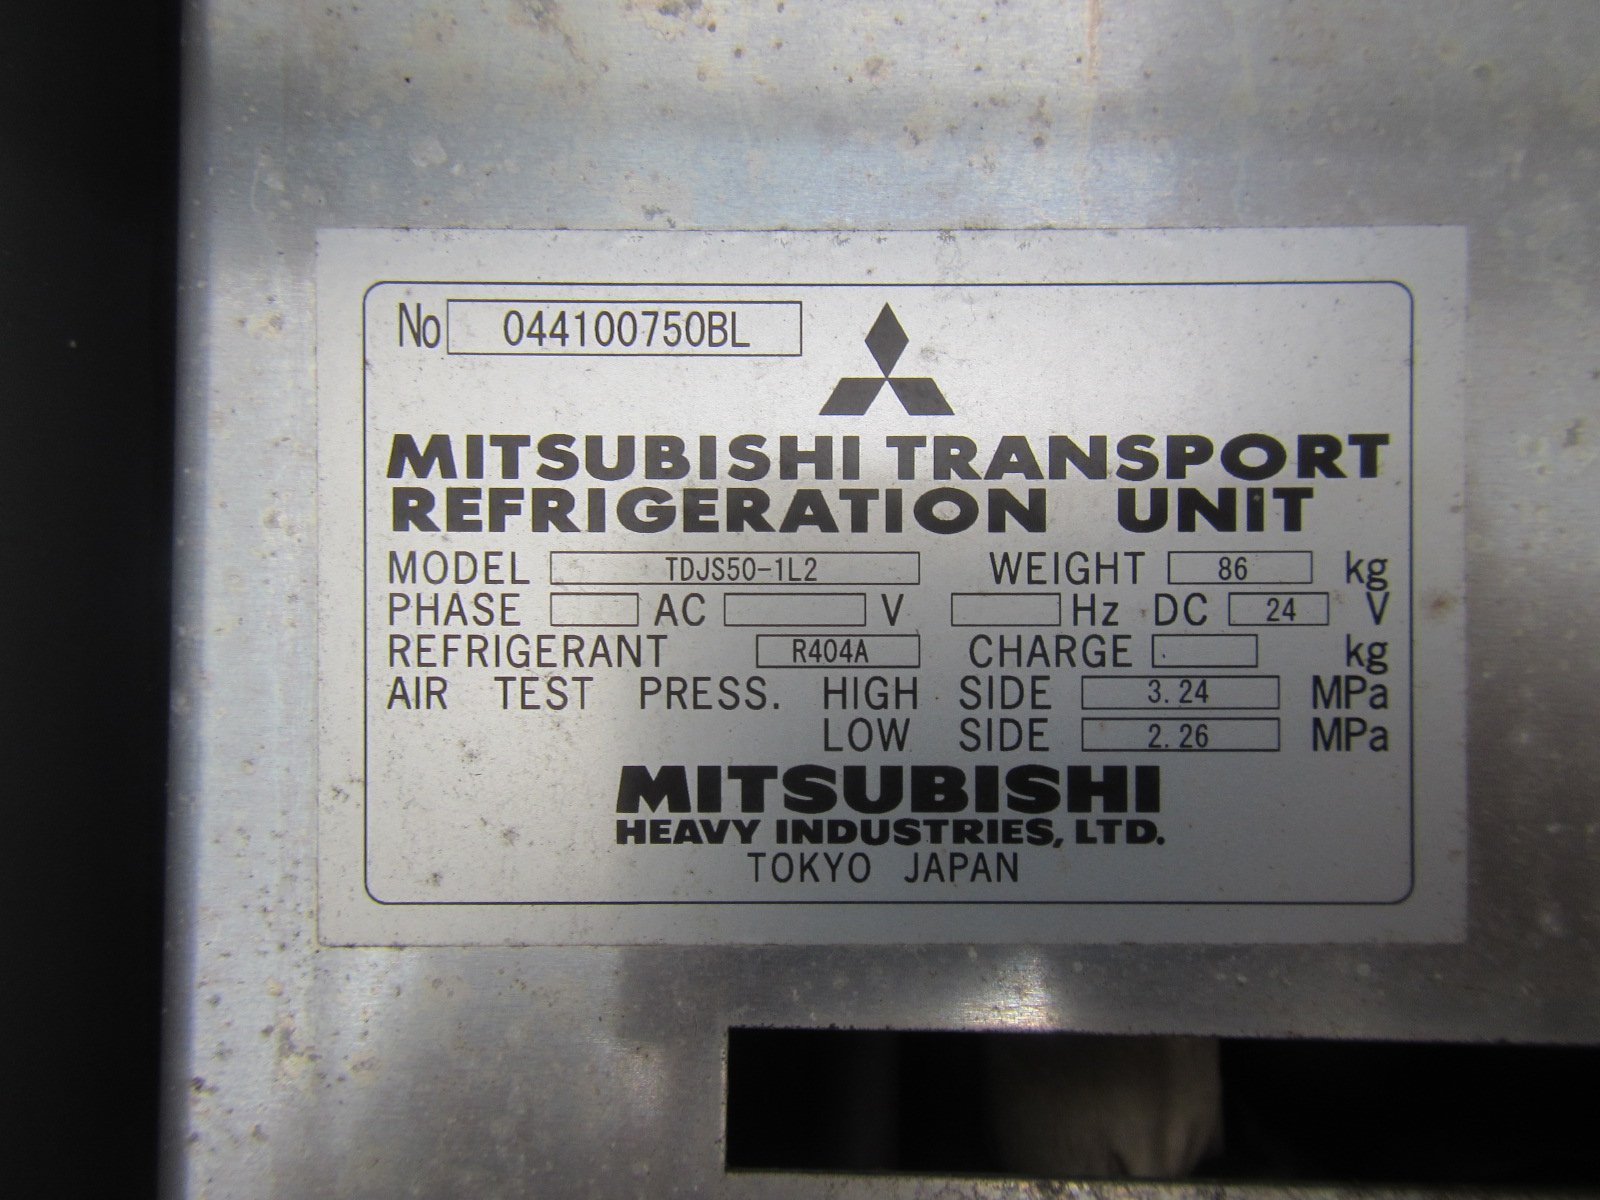 No 044100750BL
MITSUBISHI TRANSPORT
REFRIGERATION UNIT
MODEL TDJS50-1L2 WEIGHT 86 kg
PHASE AC V Hz DC 24 V
REFRIGERANT R404A CHARGE kg
AIR TEST PRESS. HIGH SIDE 3.24 MPa
LOW SIDE 2.26 MPa
MITSUBISHI
HEAVY INDUSTRIES, LTD.
TOKYO JAPAN